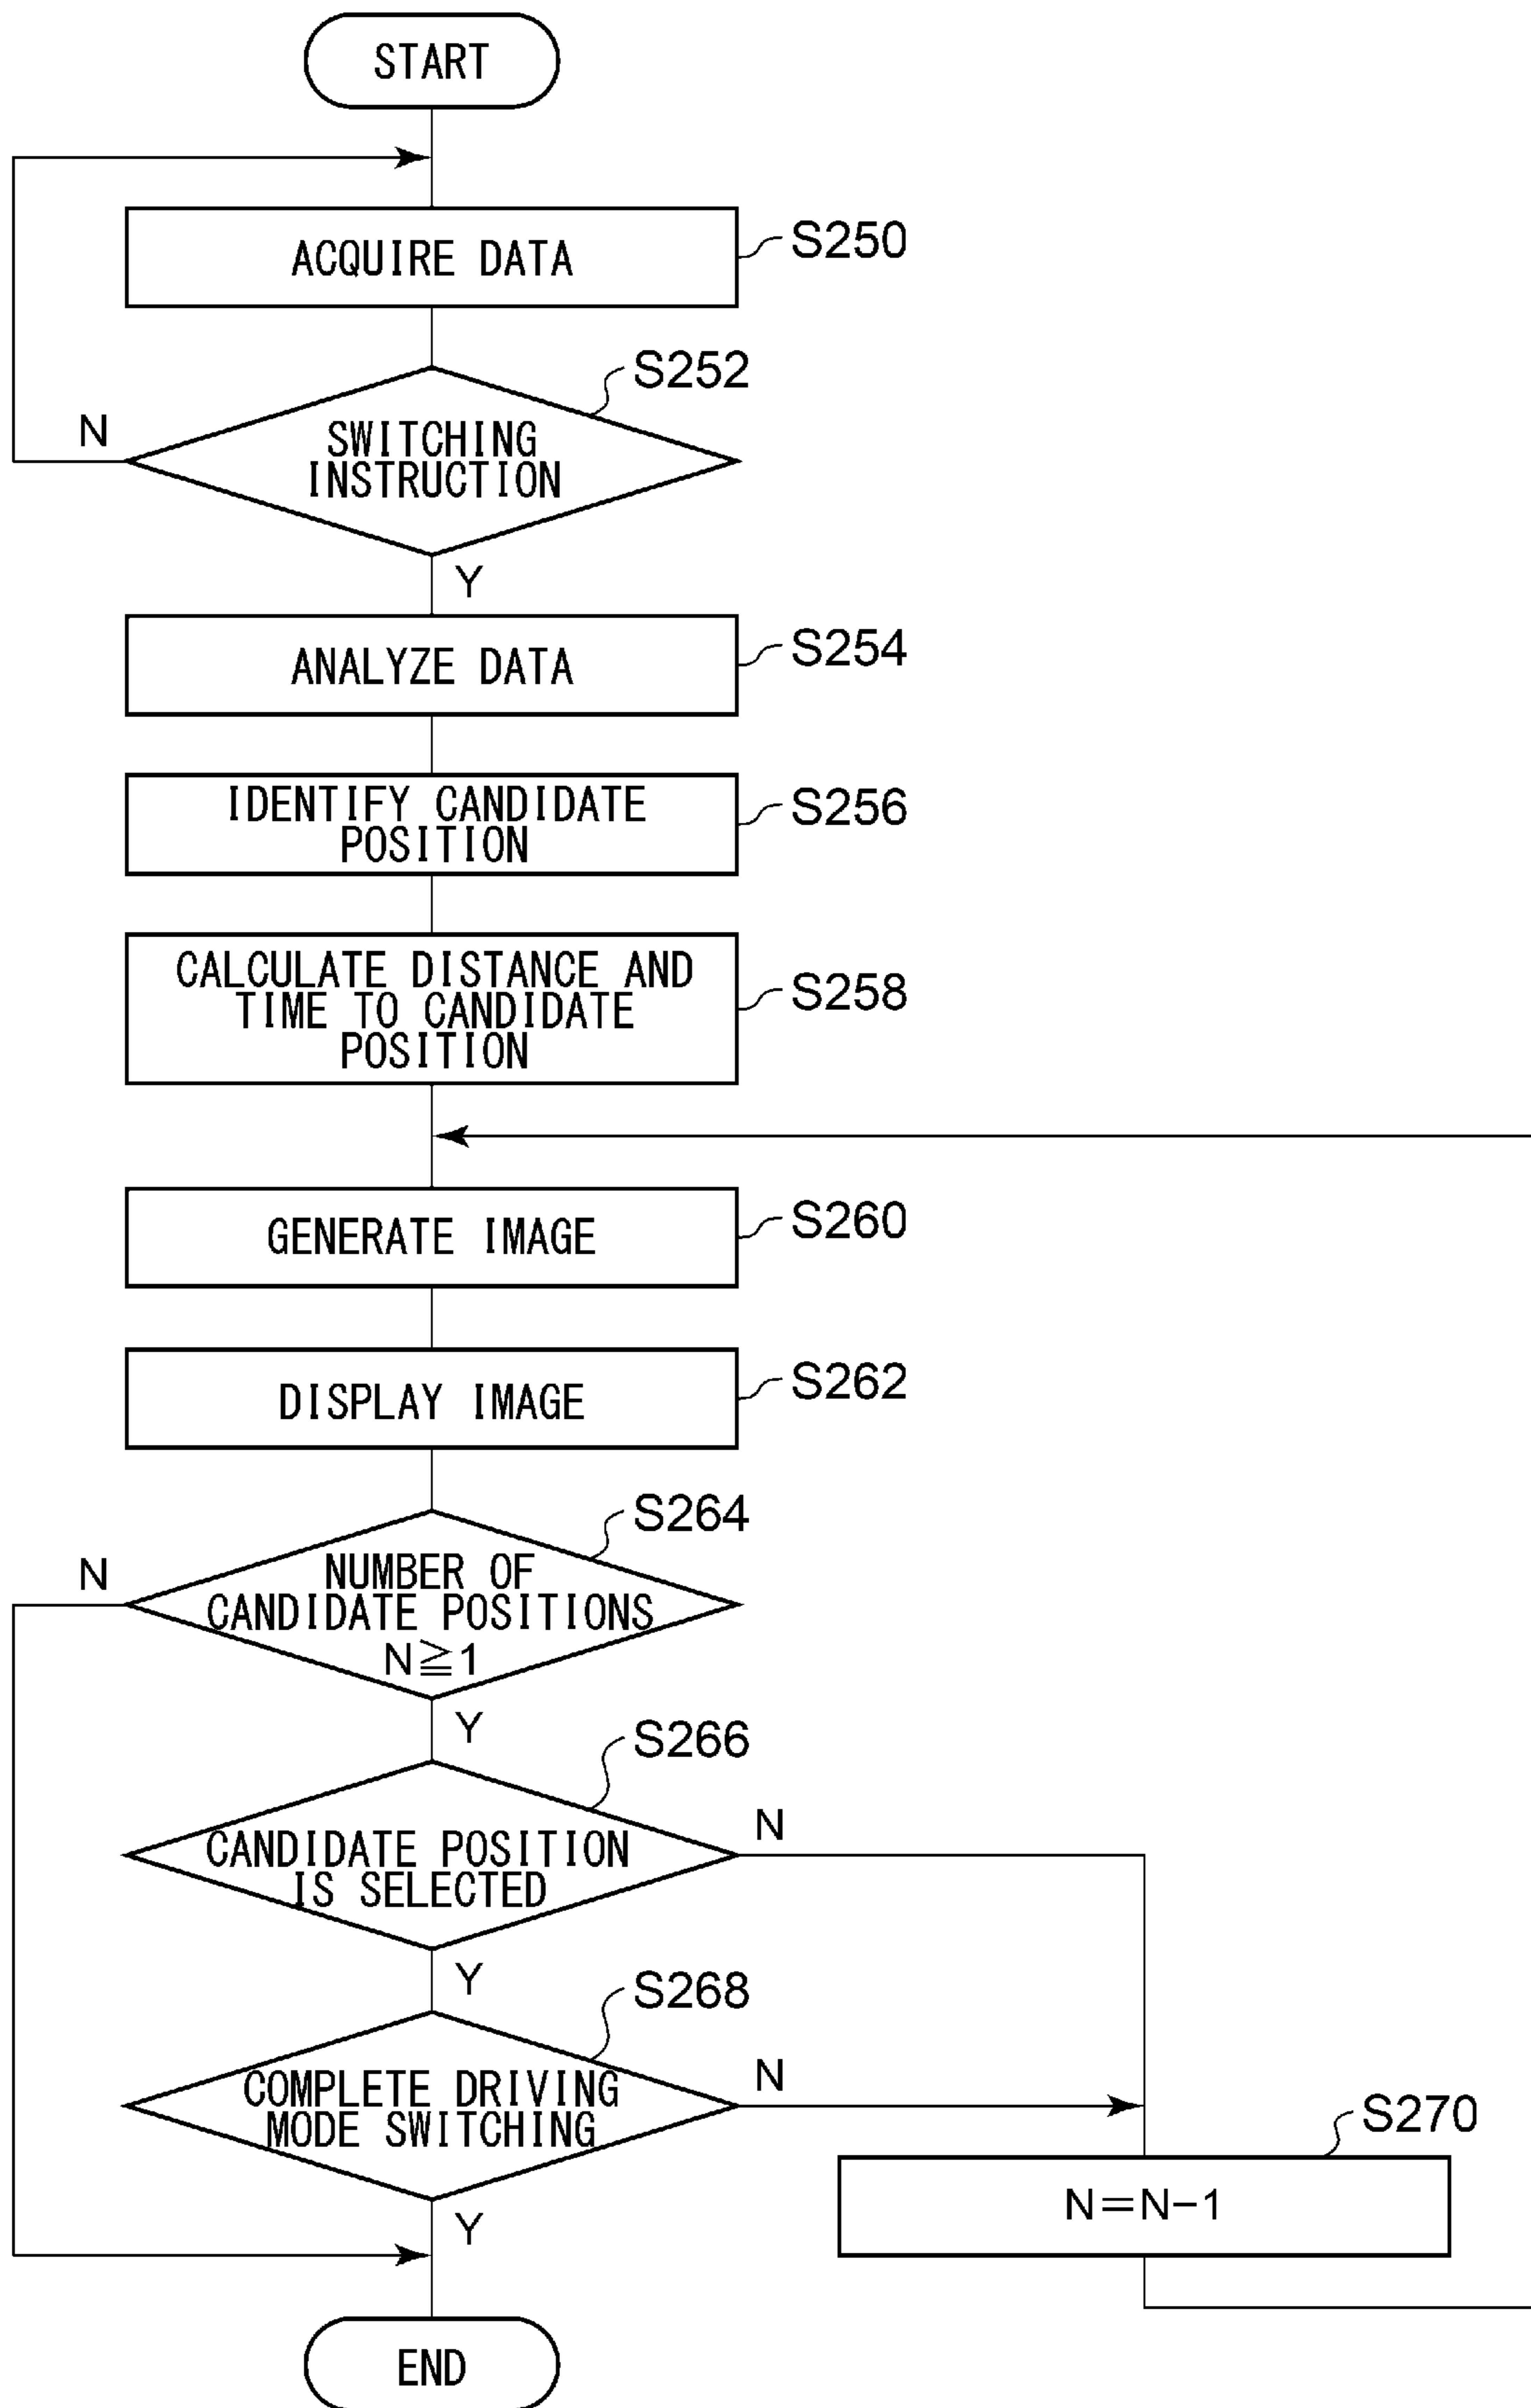 START
ACQUIRE DATA
S250
S252
N
SWITCHING
INSTRUCTION
Y
ANALYZE DATA
S254
IDENTIFY CANDIDATE
POSITION
S256
CALCULATE DISTANCE AND
TIME TO CANDIDATE
POSITION
S258
GENERATE IMAGE
S260
DISPLAY IMAGE
S262
S264
N
NUMBER OF
CANDIDATE POSITIONS
N≧1
Y
S266
N
CANDIDATE POSITION
IS SELECTED
Y
S268
N
COMPLETE DRIVING
MODE SWITCHING
Y
S270
N=N−1
END